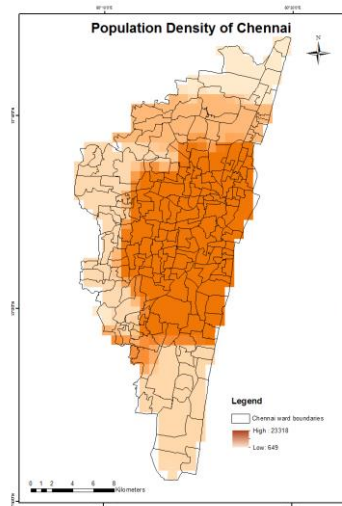 Population Density of Chennai
N
Legend
Chennai ward boundaries
High : 23318
Low: 649
0 1 2 4 6 8
Kilometers